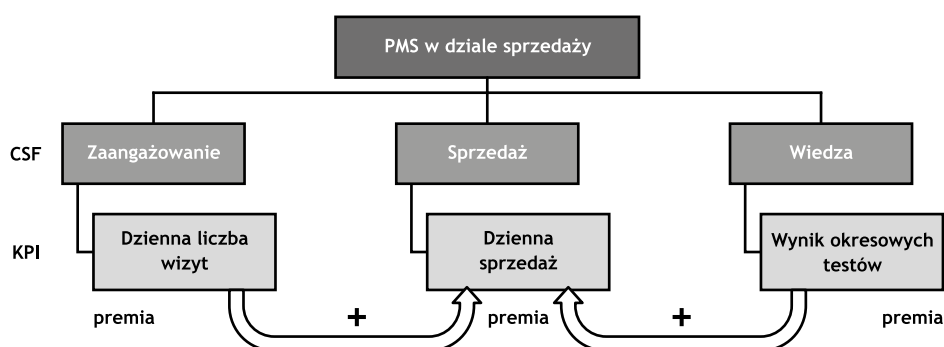 PMS w dziale sprzedaży
CSF
Zaangażowanie
Sprzedaż
Wiedza
KPI
Dzienna liczba
wizyt
Dzienna
sprzedaż
Wynik okresowych
testów
premia
+
premia
+
premia